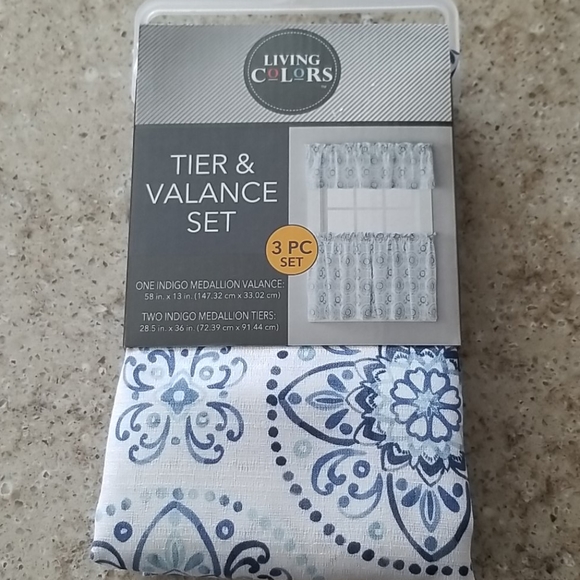 LIVING
COLORS
TIER &
VALANCE
SET
3 PC
SET
ONE INDIGO MEDALLION VALANCE:
58 in. x 13 in. (147.32 cm x 33.02 cm)
TWO INDIGO MEDALLION TIERS:
28.5 in. x 36 in. (72.39 cm x 91.44 cm)